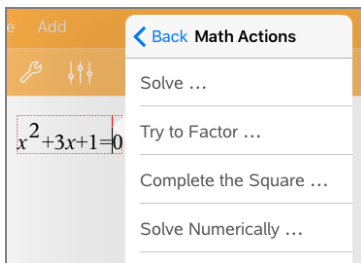 e Add
Back Math Actions
Solve ...
x²+3x+1=0
Try to Factor ...
Complete the Square ...
Solve Numerically ...